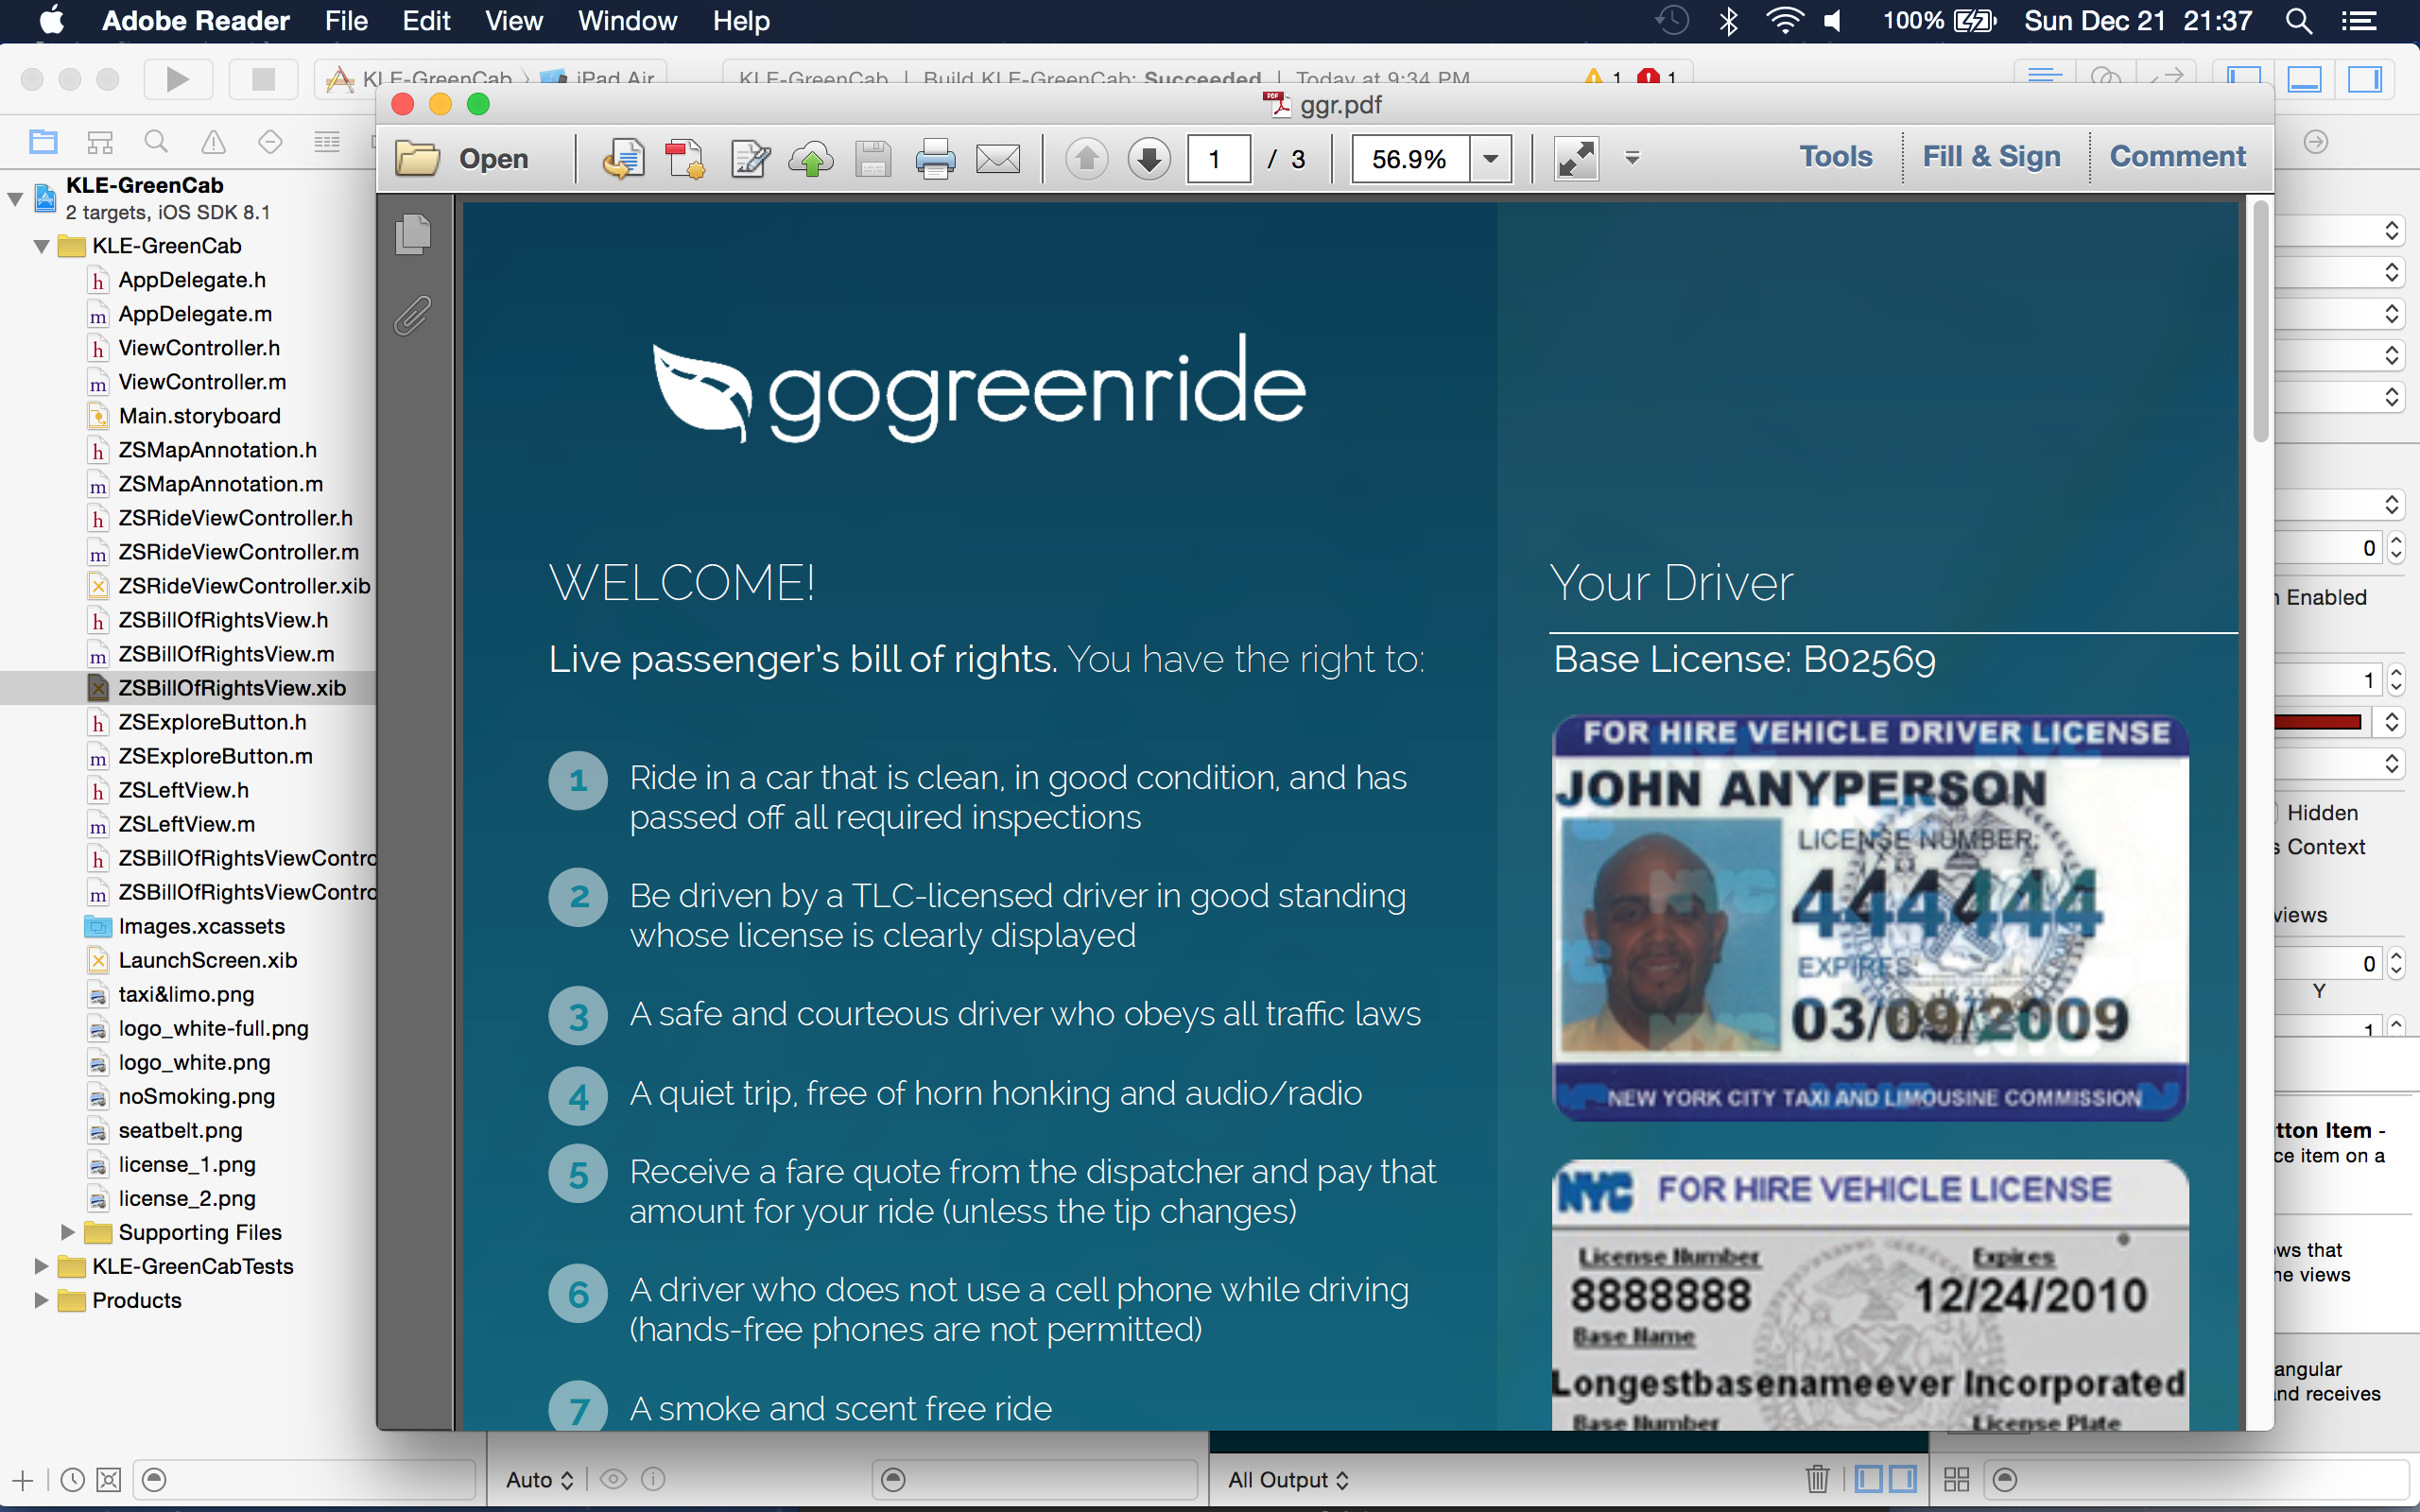 Adobe Reader File Edit View Window Help 100% Sun Dec 21 21:37
KLE-GreenCab iPad Air KLE-GreenCab | Build KLE-GreenCab: Succeeded | Today at 9:34 PM 1 1
ggr.pdf
Open 1 / 3 56.9% Tools Fill & Sign Comment
KLE-GreenCab
2 targets, iOS SDK 8.1
KLE-GreenCab
AppDelegate.h
AppDelegate.m
ViewController.h
ViewController.m
Main.storyboard
ZSMapAnnotation.h
ZSMapAnnotation.m
ZSRideViewController.h
ZSRideViewController.m
ZSRideViewController.xib
ZSBillOfRightsView.h
ZSBillOfRightsView.m
ZSBillOfRightsView.xib
ZSExploreButton.h
ZSExploreButton.m
ZSLeftView.h
ZSLeftView.m
ZSBillOfRightsViewContro
ZSBillOfRightsViewContro
Images.xcassets
LaunchScreen.xib
taxi&limo.png
logo_white-full.png
logo_white.png
noSmoking.png
seatbelt.png
license_1.png
license_2.png
Supporting Files
KLE-GreenCabTests
Products
gogreenride
WELCOME!
Live passenger's bill of rights. You have the right to:
1 Ride in a car that is clean, in good condition, and has
passed off all required inspections
2 Be driven by a TLC-licensed driver in good standing
whose license is clearly displayed
3 A safe and courteous driver who obeys all traffic laws
4 A quiet trip, free of horn honking and audio/radio
5 Receive a fare quote from the dispatcher and pay that
amount for your ride (unless the tip changes)
6 A driver who does not use a cell phone while driving
(hands-free phones are not permitted)
7 A smoke and scent free ride
Your Driver
Base License: B02569
FOR HIRE VEHICLE DRIVER LICENSE
JOHN ANYPERSON
LICENSE NUMBER:
444444
EXPIRES:
03/09/2009
NEW YORK CITY TAXI AND LIMOUSINE COMMISSION
NYC FOR HIRE VEHICLE LICENSE
License Number Expires
8888888 12/24/2010
Base Name
Longestbasenameever Incorporated
Base Number License Plate
0
Enabled
1
Hidden
s Context
views
0
Y
1
tton Item -
ce item on a
ws that
he views
angular
nd receives
Auto All Output